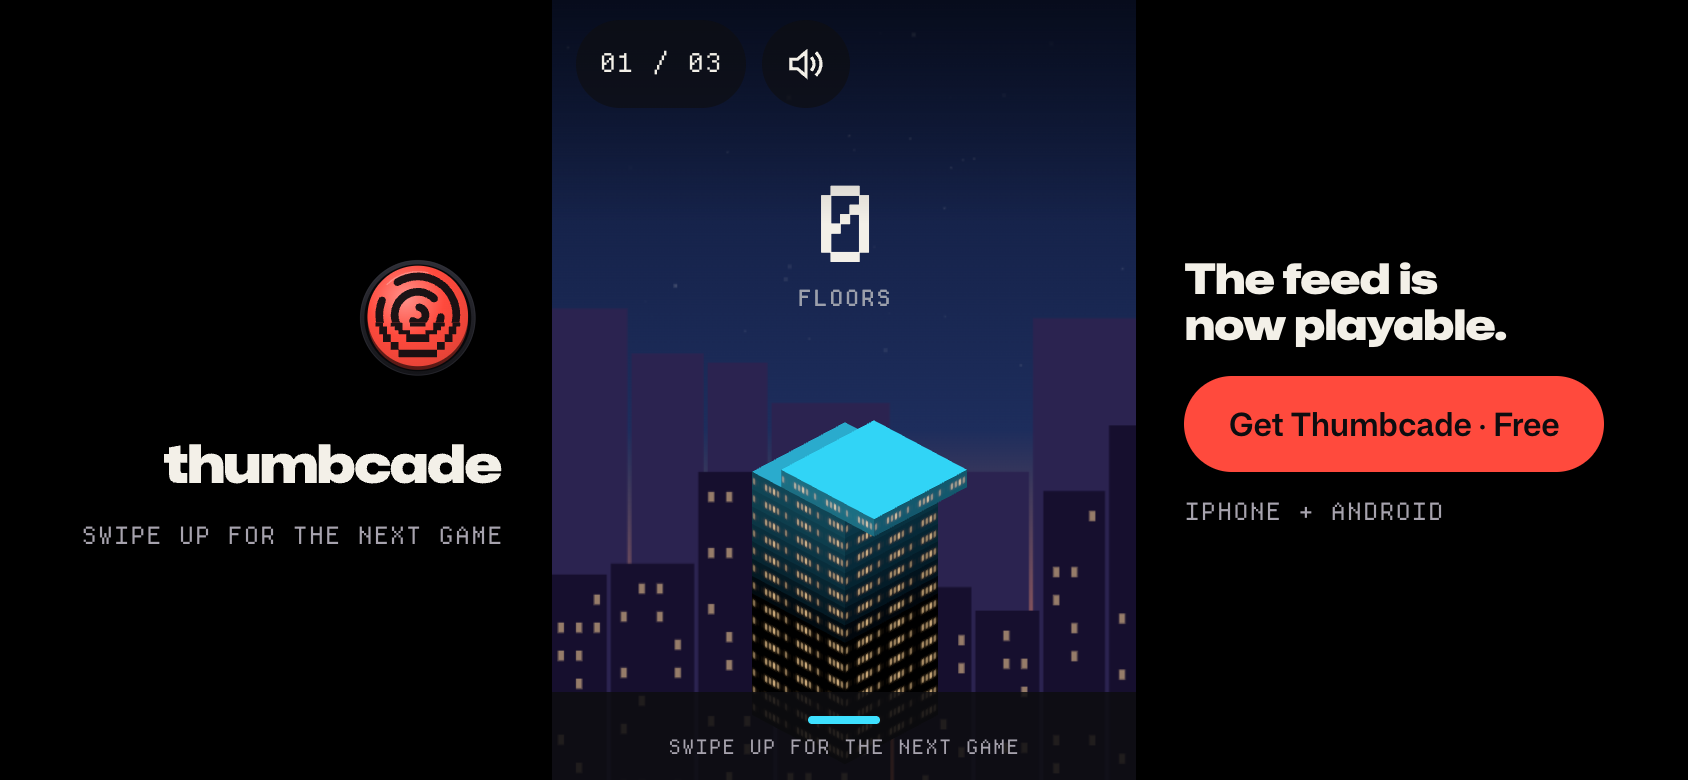 thumbcade
SWIPE UP FOR THE NEXT GAME
01 / 03
0
FLOORS
SWIPE UP FOR THE NEXT GAME
The feed is
now playable.
Get Thumbcade · Free
IPHONE + ANDROID